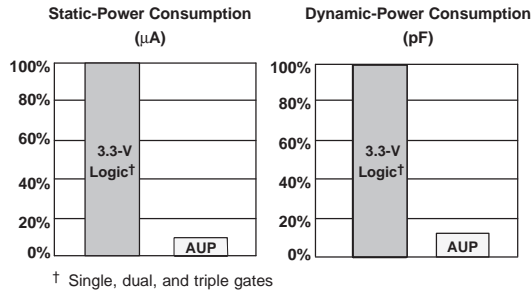 Static-Power Consumption
(μA)
100%
80%
60%
40%
20%
0%
3.3-V
Logic†
AUP
Dynamic-Power Consumption
(pF)
100%
80%
60%
40%
20%
0%
3.3-V
Logic†
AUP
† Single, dual, and triple gates